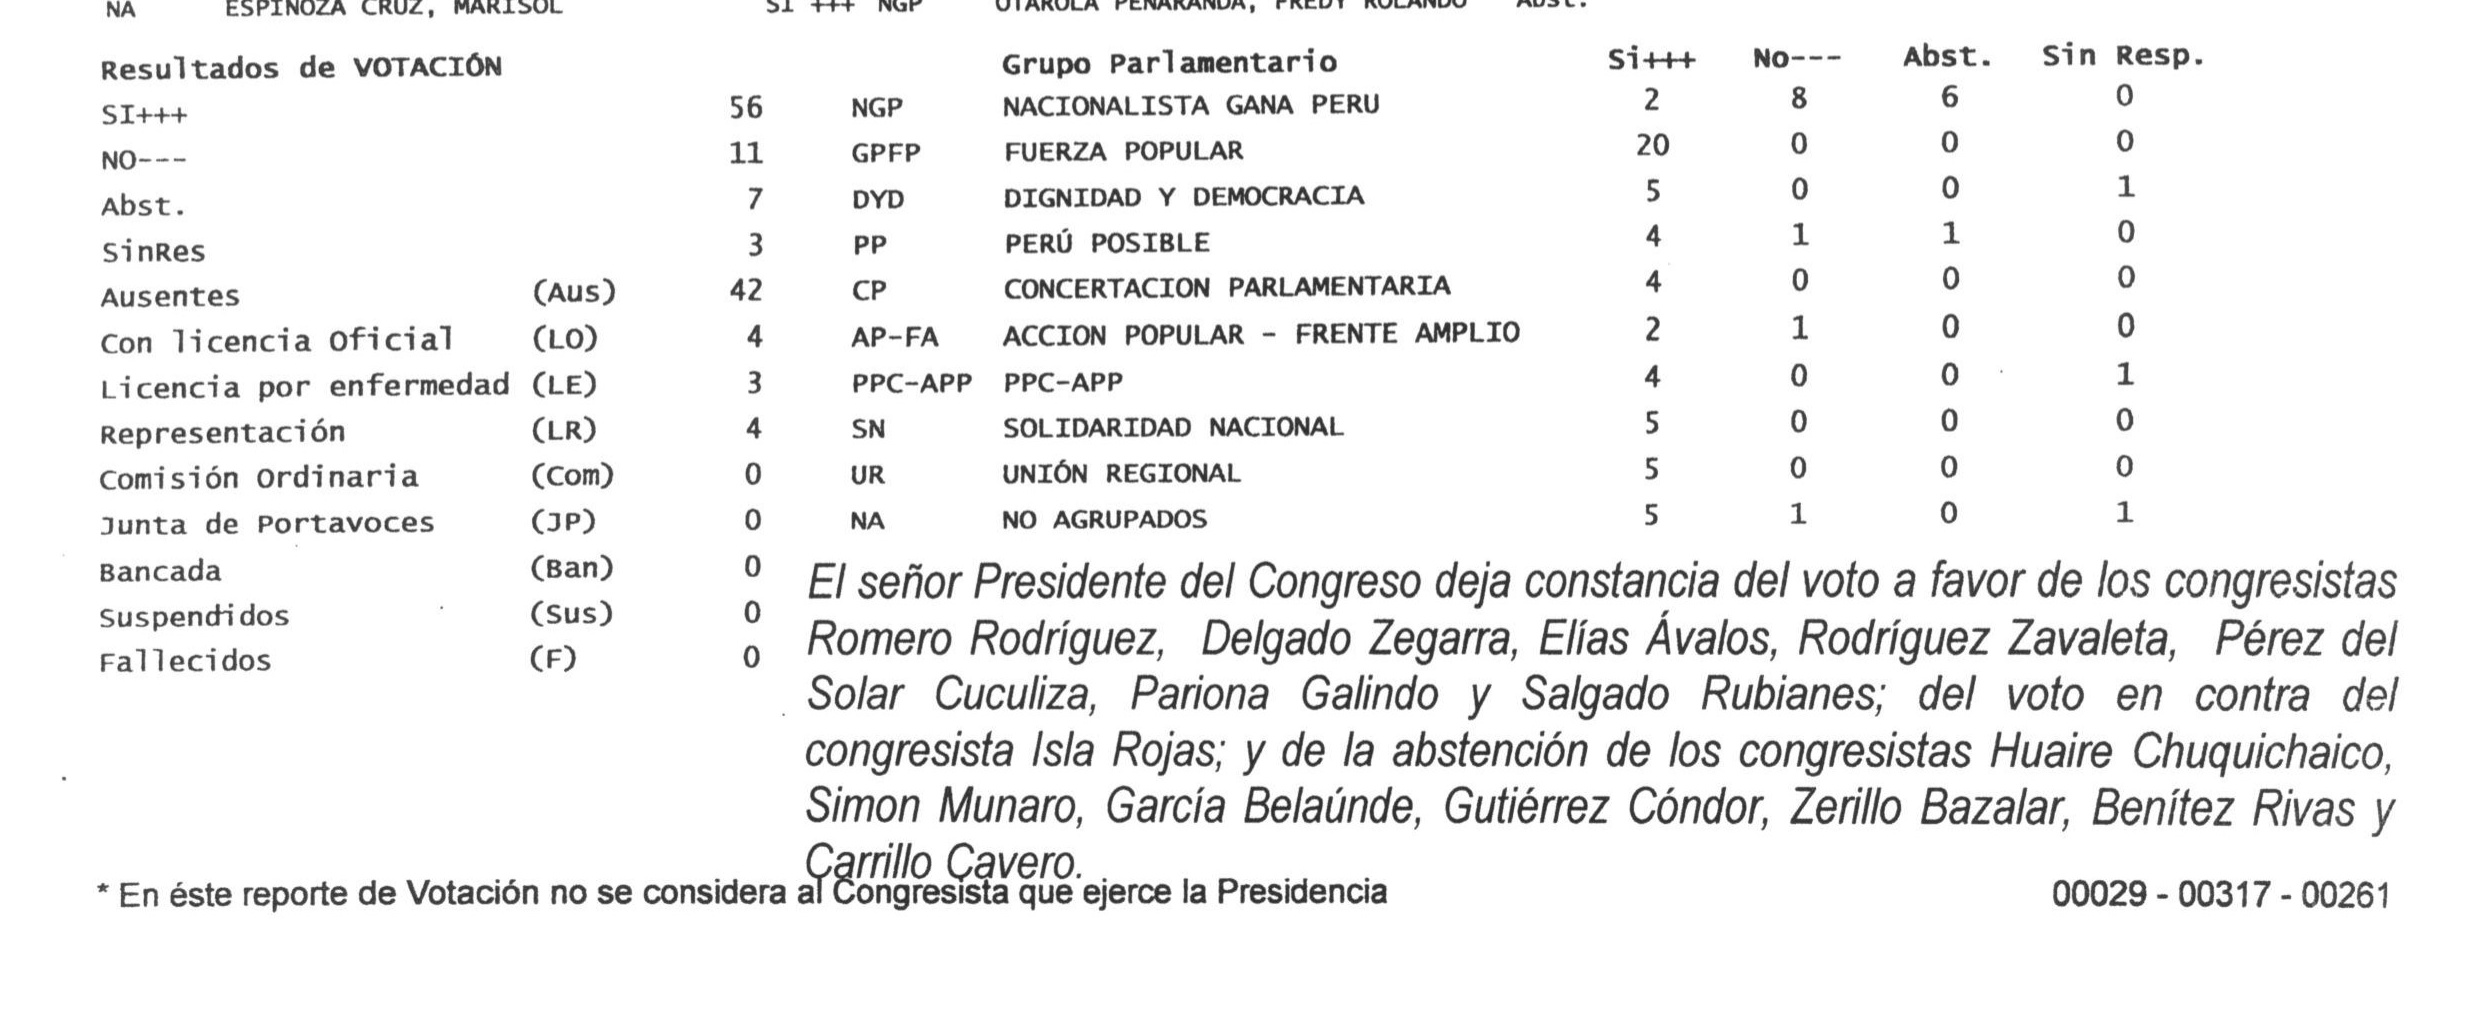 NA ESPINOZA CRUZ, MARISOL SI +++ NGP OTAROLA PEÑARANDA, FREDY ROLANDO Abst.
Resultados de VOTACIÓN Grupo Parlamentario Si+++ No--- Abst. Sin Resp.
SI+++ 56 NGP NACIONALISTA GANA PERU 2 8 6 0
NO--- 11 GPFP FUERZA POPULAR 20 0 0 0
Abst. 7 DYD DIGNIDAD Y DEMOCRACIA 5 0 0 1
SinRes 3 PP PERÚ POSIBLE 4 1 1 0
Ausentes (Aus) 42 CP CONCERTACION PARLAMENTARIA 4 0 0 0
Con licencia Oficial (LO) 4 AP-FA ACCION POPULAR - FRENTE AMPLIO 2 1 0 0
Licencia por enfermedad (LE) 3 PPC-APP PPC-APP 4 0 0 1
Representación (LR) 4 SN SOLIDARIDAD NACIONAL 5 0 0 0
Comisión Ordinaria (Com) 0 UR UNIÓN REGIONAL 5 0 0 0
Junta de Portavoces (JP) 0 NA NO AGRUPADOS 5 1 0 1
Bancada (Ban) 0
Suspendidos (Sus) 0
Fallecidos (F) 0
El señor Presidente del Congreso deja constancia del voto a favor de los congresistas
Romero Rodríguez, Delgado Zegarra, Elías Ávalos, Rodríguez Zavaleta, Pérez del
Solar Cuculiza, Pariona Galindo y Salgado Rubianes; del voto en contra del
congresista Isla Rojas; y de la abstención de los congresistas Huaire Chuquichaico,
Simon Munaro, García Belaúnde, Gutiérrez Cóndor, Zerillo Bazalar, Benítez Rivas y
Carrillo Cavero.
* En éste reporte de Votación no se considera al Congresista que ejerce la Presidencia 00029 - 00317 - 00261